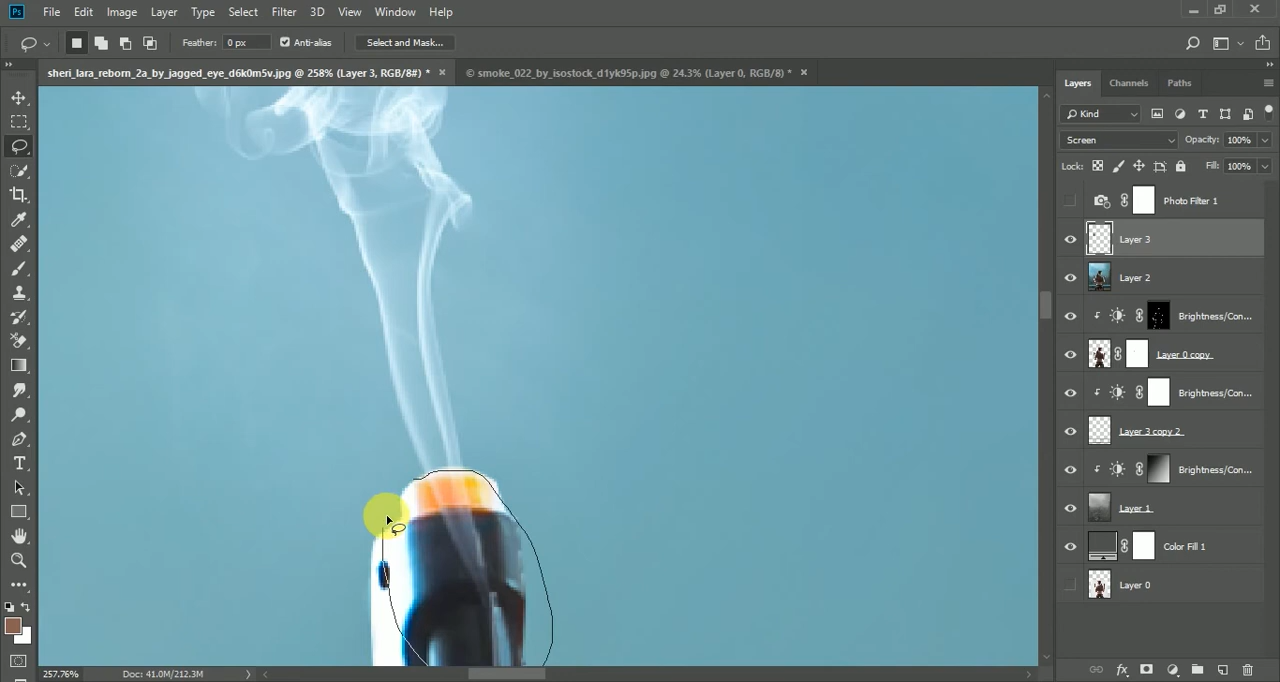 Ps File Edit Image Layer Type Select Filter 3D View Window Help
Feather: 0 px Anti-alias Select and Mask...
sheri_lara_reborn_2a_by_jagged_eye_d6k0m5v.jpg @ 258% (Layer 3, RGB/8#) * × © smoke_022_by_isostock_d1yk95p.jpg @ 24.3% (Layer 0, RGB/8) * ×
Layers Channels Paths
Kind
Screen Opacity: 100%
Lock: Fill: 100%
Photo Filter 1
Layer 3
Layer 2
Brightness/Con...
Layer 0 copy
Brightness/Con...
Layer 3 copy 2
Brightness/Con...
Layer 1
Color Fill 1
Layer 0
257.76% Doc: 41.0M/212.3M